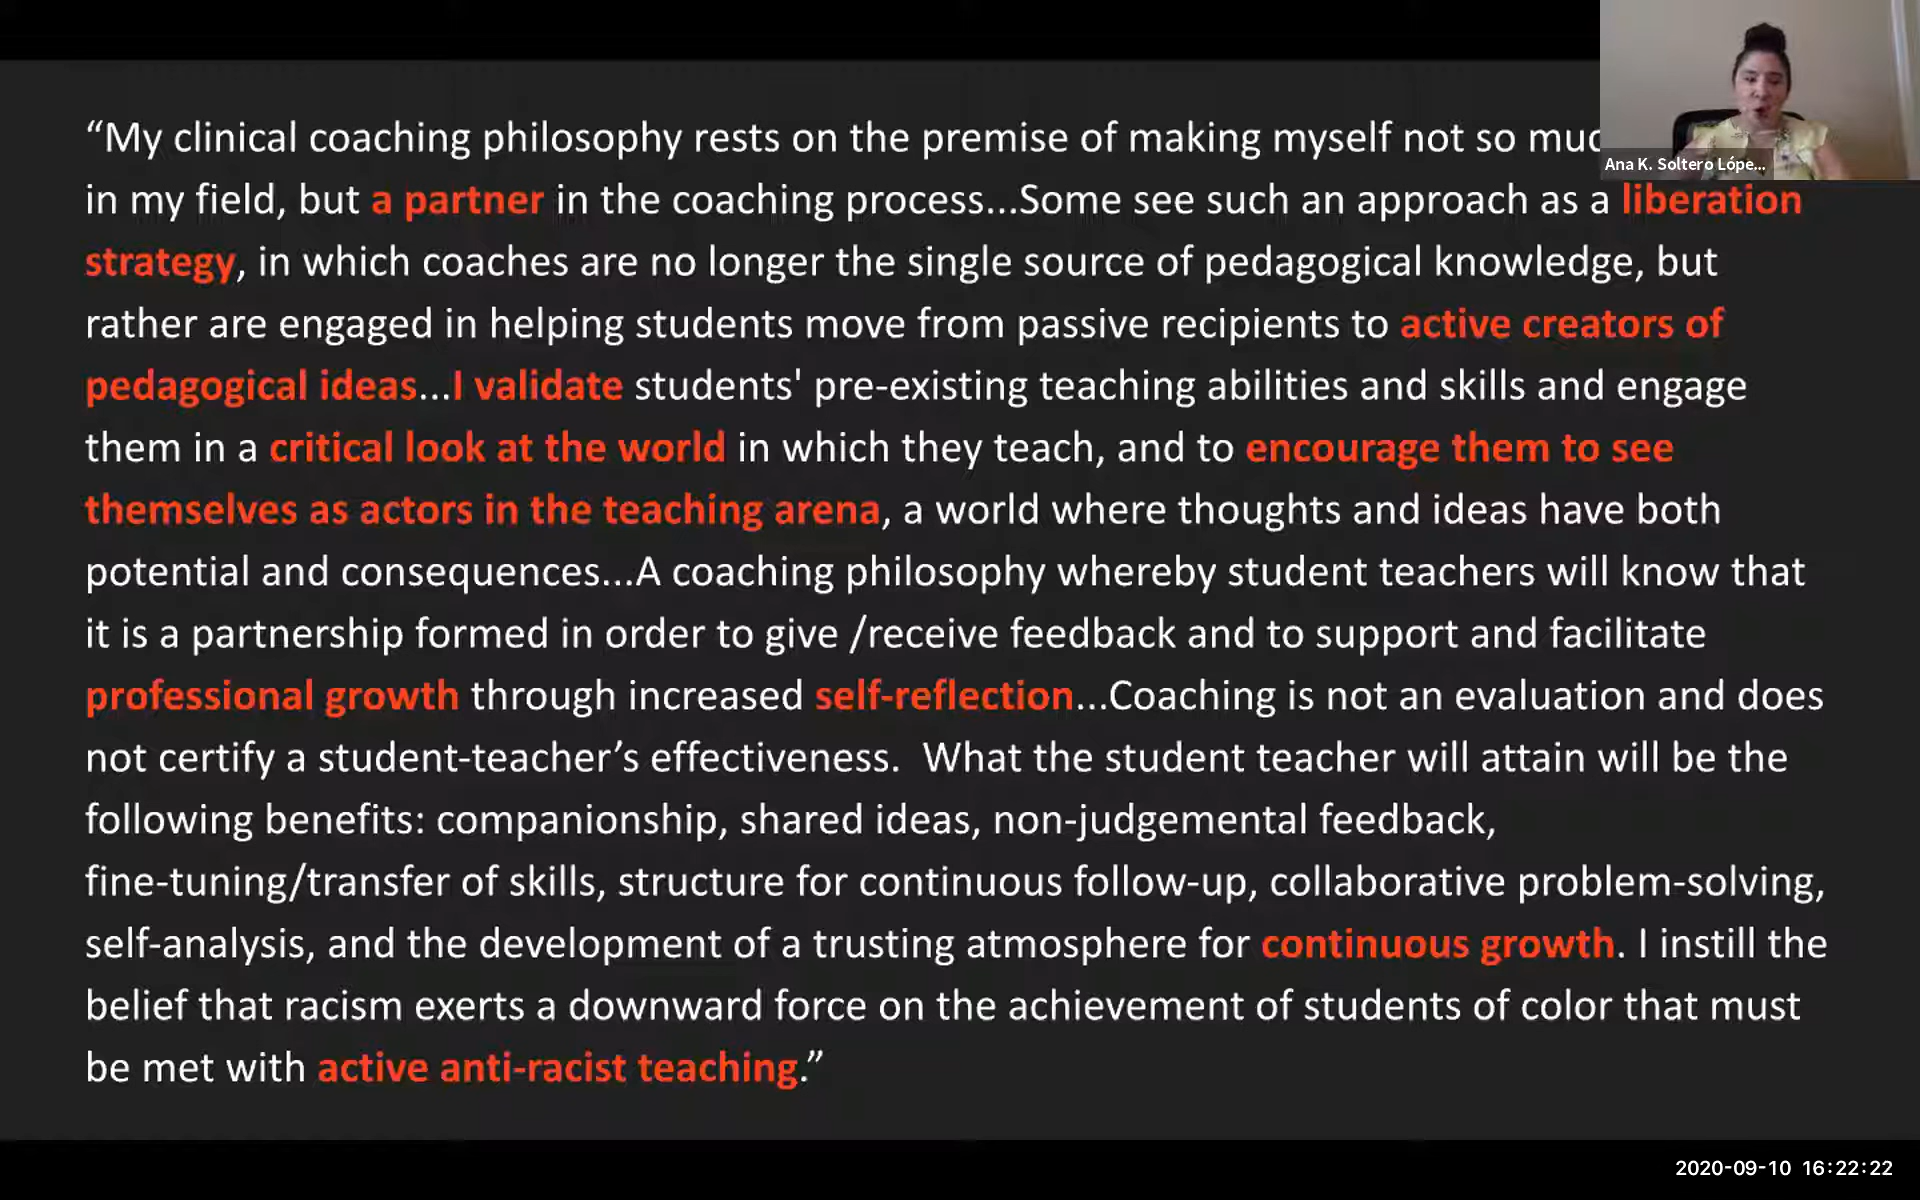 “My clinical coaching philosophy rests on the premise of making myself not so
in my field, but a partner in the coaching process...Some see such an approach as a liberation
strategy, in which coaches are no longer the single source of pedagogical knowledge, but
rather are engaged in helping students move from passive recipients to active creators of
pedagogical ideas...I validate students' pre-existing teaching abilities and skills and engage
them in a critical look at the world in which they teach, and to encourage them to see
themselves as actors in the teaching arena, a world where thoughts and ideas have both
potential and consequences...A coaching philosophy whereby student teachers will know that
it is a partnership formed in order to give /receive feedback and to support and facilitate
professional growth through increased self-reflection...Coaching is not an evaluation and does
not certify a student-teacher’s effectiveness.  What the student teacher will attain will be the
following benefits: companionship, shared ideas, non-judgemental feedback,
fine-tuning/transfer of skills, structure for continuous follow-up, collaborative problem-solving,
self-analysis, and the development of a trusting atmosphere for continuous growth. I instill the
belief that racism exerts a downward force on the achievement of students of color that must
be met with active anti-racist teaching.”
Ana K. Soltero Lópe...
2020-09-10 16:22:22